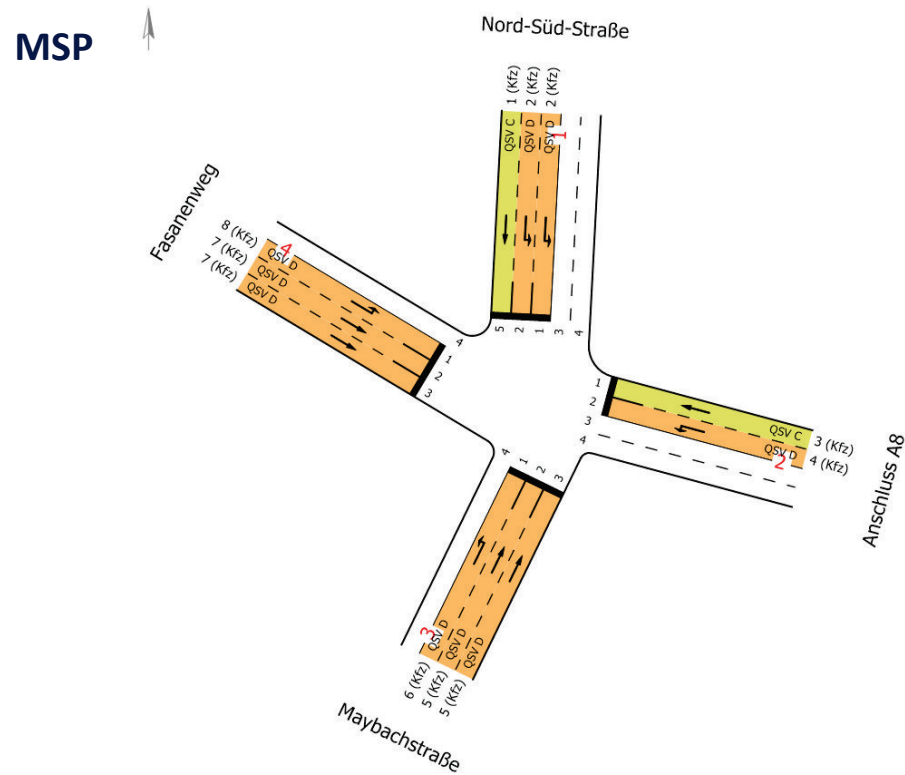 MSP
Nord-Süd-Straße
1 (Kfz)
2 (Kfz)
2 (Kfz)
QSV C
QSV D
QSV D
1
5
2
1
3
4
Fasanenweg
8 (Kfz)
7 (Kfz)
7 (Kfz)
4
QSV D
QSV D
QSV D
4
1
2
3
1
2
3
4
QSV C
QSV D
2
3 (Kfz)
4 (Kfz)
Anschluss A8
4
1
2
3
3
QSV D
QSV D
QSV D
6 (Kfz)
5 (Kfz)
5 (Kfz)
Maybachstraße